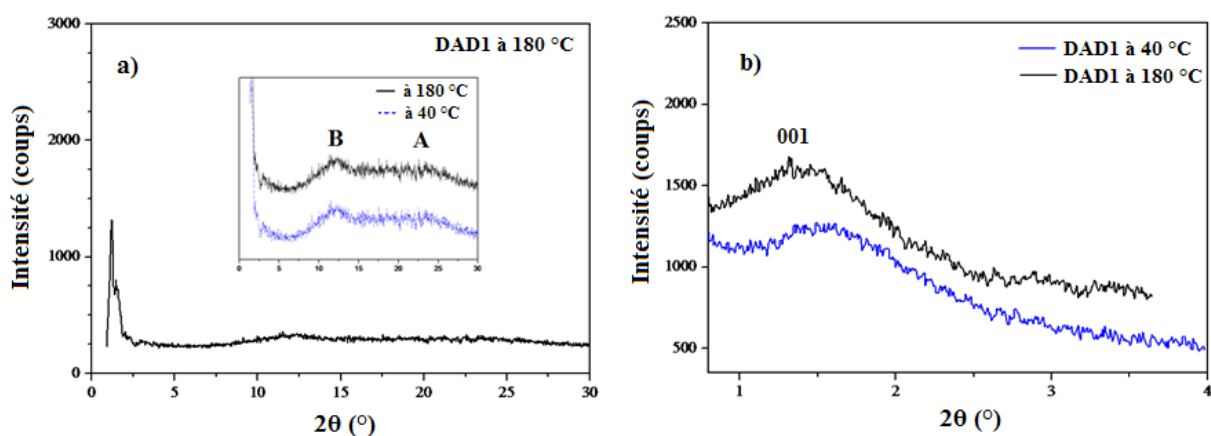 a)
DAD1 à 180 °C
Intensité (coups)
3000
2000
1000
0
0 5 10 15 20 25 30
2θ (°)
à 180 °C
à 40 °C
B
A
0 5 10 15 20 25 30
b)
DAD1 à 40 °C
DAD1 à 180 °C
001
Intensité (coups)
2500
2000
1500
1000
500
1 2 3 4
2θ (°)